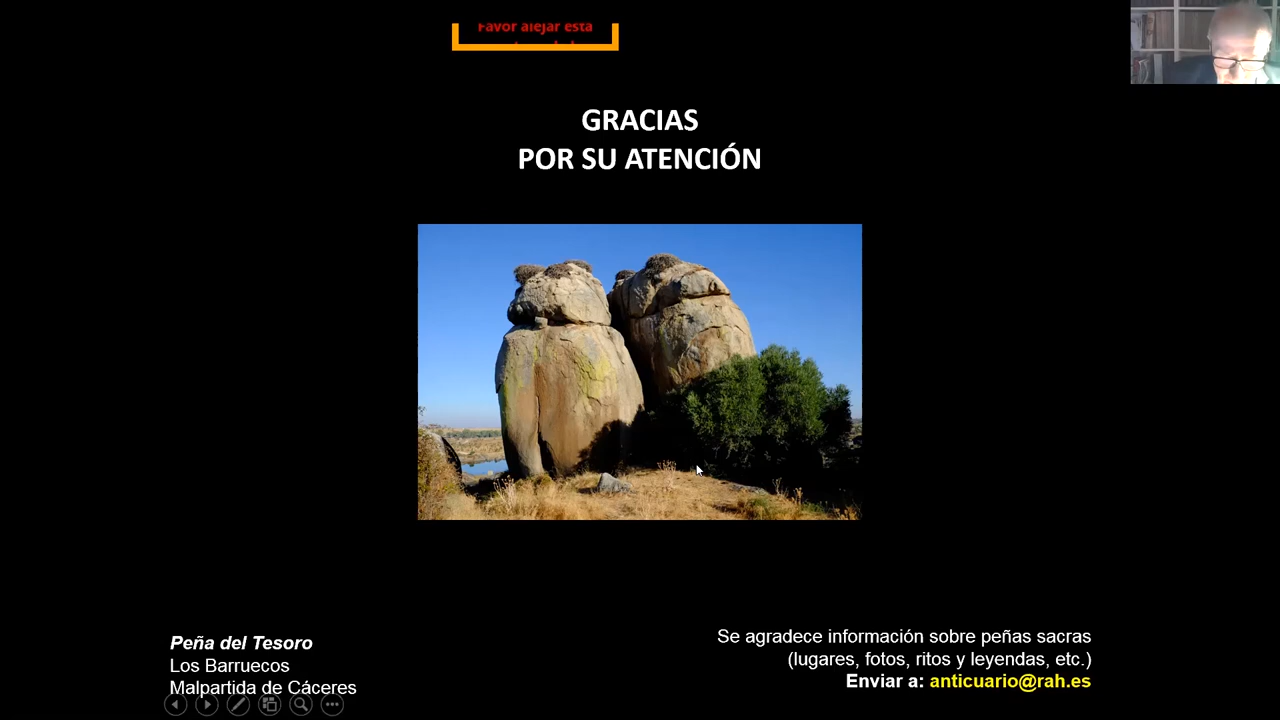 Favor alejar esta
GRACIAS
POR SU ATENCIÓN
Peña del Tesoro
Los Barruecos
Malpartida de Cáceres
Se agradece información sobre peñas sacras
(lugares, fotos, ritos y leyendas, etc.)
Enviar a: anticuario@rah.es